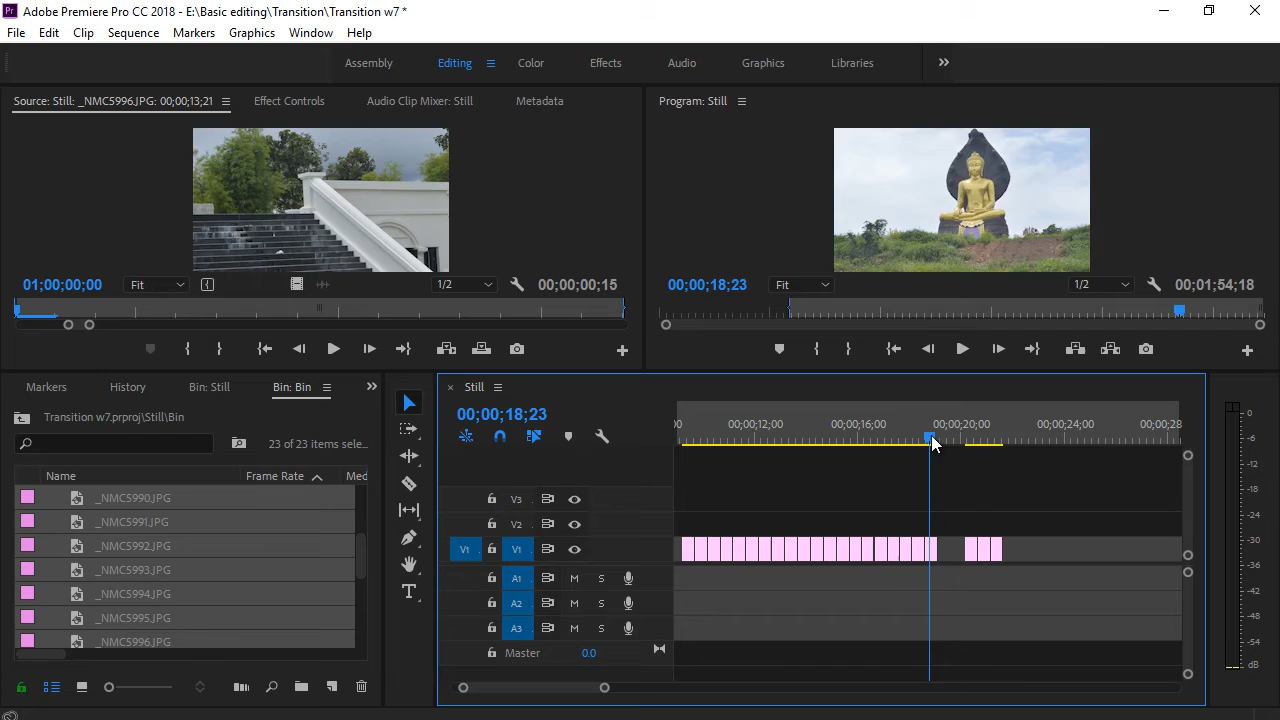 Pr Adobe Premiere Pro CC 2018 - E:\Basic editing\Transition\Transition w7 *
File Edit Clip Sequence Markers Graphics Window Help
Assembly Editing Color Effects Audio Graphics Libraries
Source: Still: _NMC5996.JPG: 00;00;13;21 Effect Controls Audio Clip Mixer: Still Metadata
Program: Still
01;00;00;00 Fit 1/2 00;00;00;15
00;00;18;23 Fit 1/2 00;01;54;18
Markers History Bin: Still Bin: Bin
Transition w7.prproj\Still\Bin
23 of 23 items sele...
Name Frame Rate Med
_NMC5990.JPG
_NMC5991.JPG
_NMC5992.JPG
_NMC5993.JPG
_NMC5994.JPG
_NMC5995.JPG
_NMC5996.JPG
× Still
00;00;18;23
00 00;00;12;00 00;00;16;00 00;00;20;00 00;00;24;00 00;00;28
V3
V2
V1 V1
A1 M S
A2 M S
A3 M S
Master 0.0
0
-6
-12
-18
-24
-30
-36
-42
-48
-54
dB